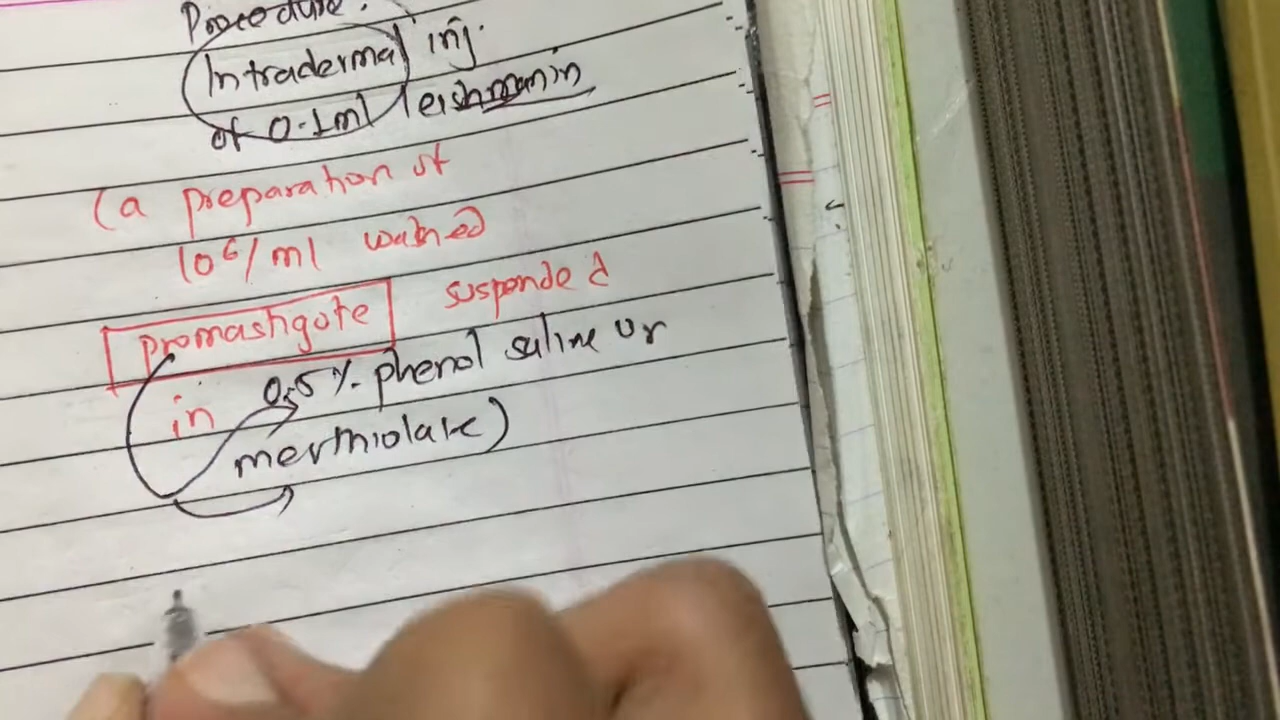 Procedure:
Intradermal inj.
of 0.1ml leishmanin
(a preparation of
10⁶/ml washed
promastigote suspended
in 0.5% phenol saline or
merthiolate)